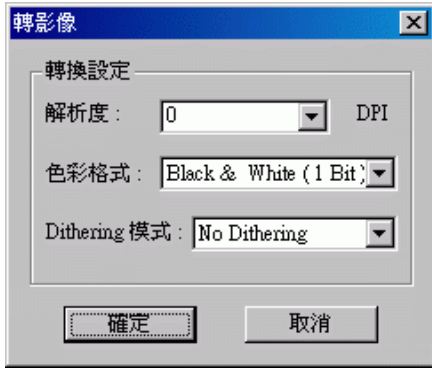 轉影像
轉換設定
解析度 : 0 DPI
色彩格式 : Black & White ( 1 Bit )
Dithering 模式 : No Dithering
確定 取消